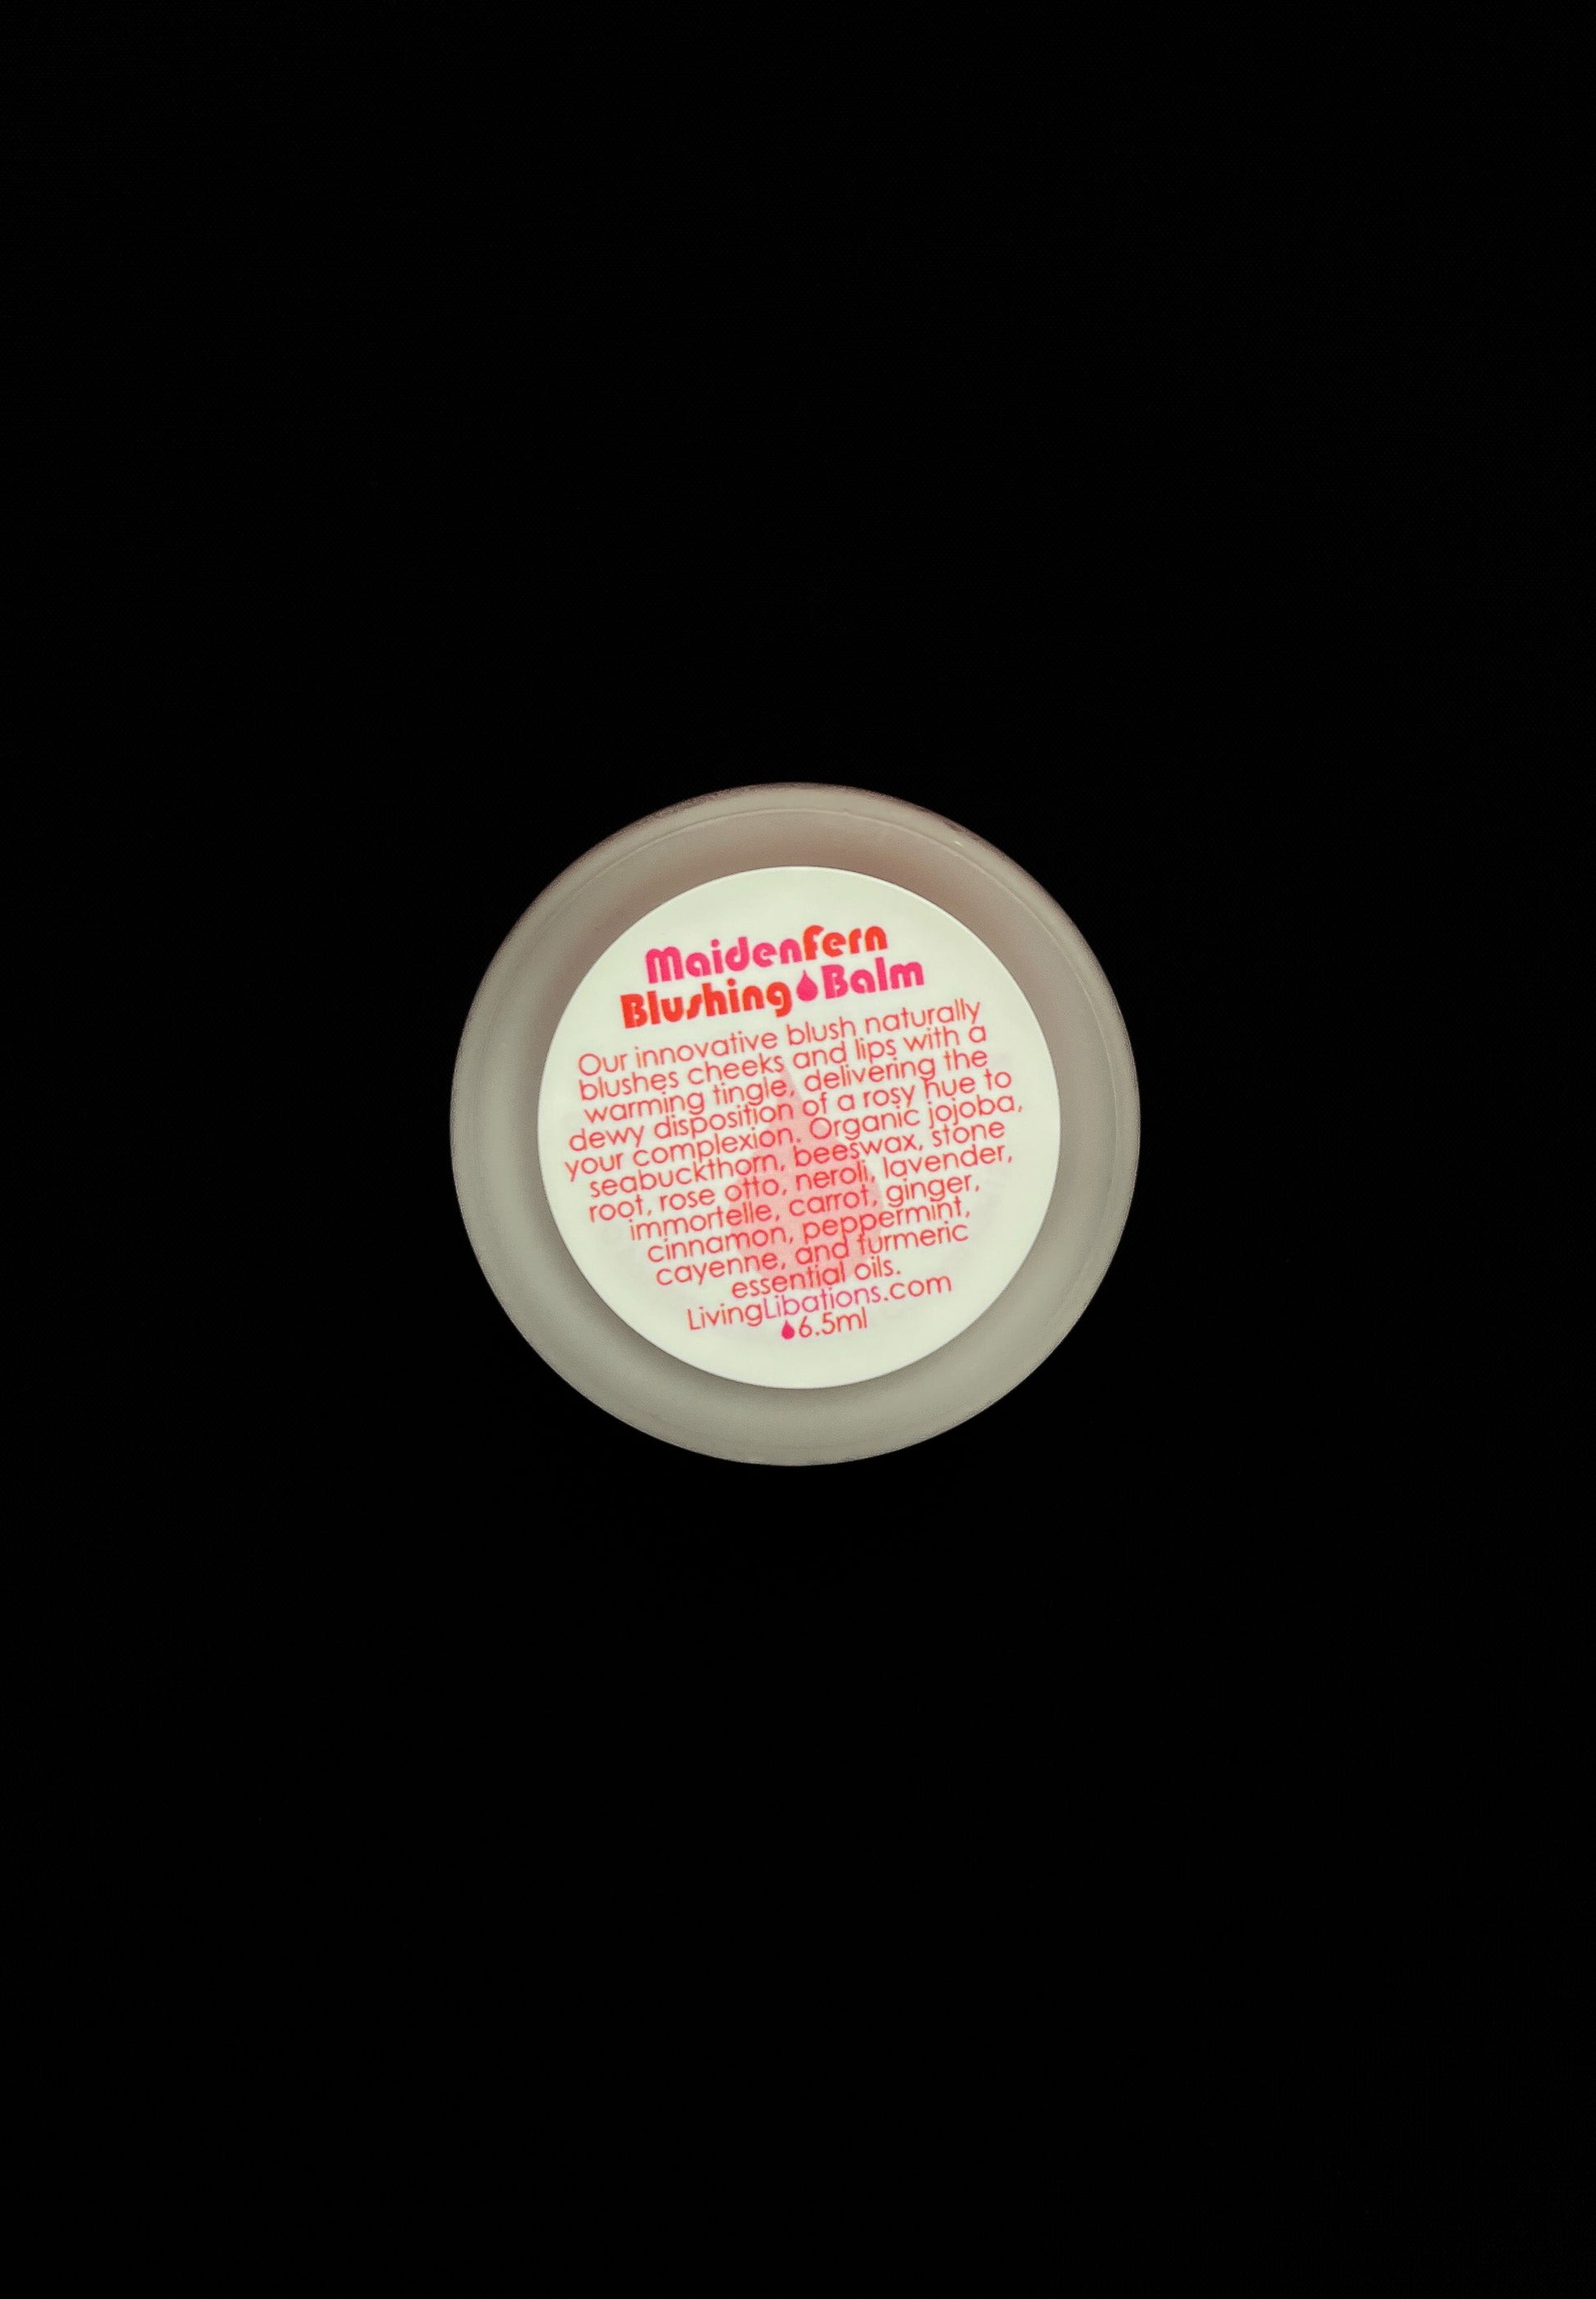 MaidenFern
Blushing Balm
Our innovative blush naturally
blushes cheeks and lips with a
warming tingle, delivering the
dewy disposition of a rosy hue to
your complexion. Organic jojoba,
seabuckthorn, beeswax, stone
root, rose otto, neroli, lavender,
immortelle, carrot, ginger,
cinnamon, peppermint,
cayenne, and turmeric
essential oils.
LivingLibations.com
6.5ml